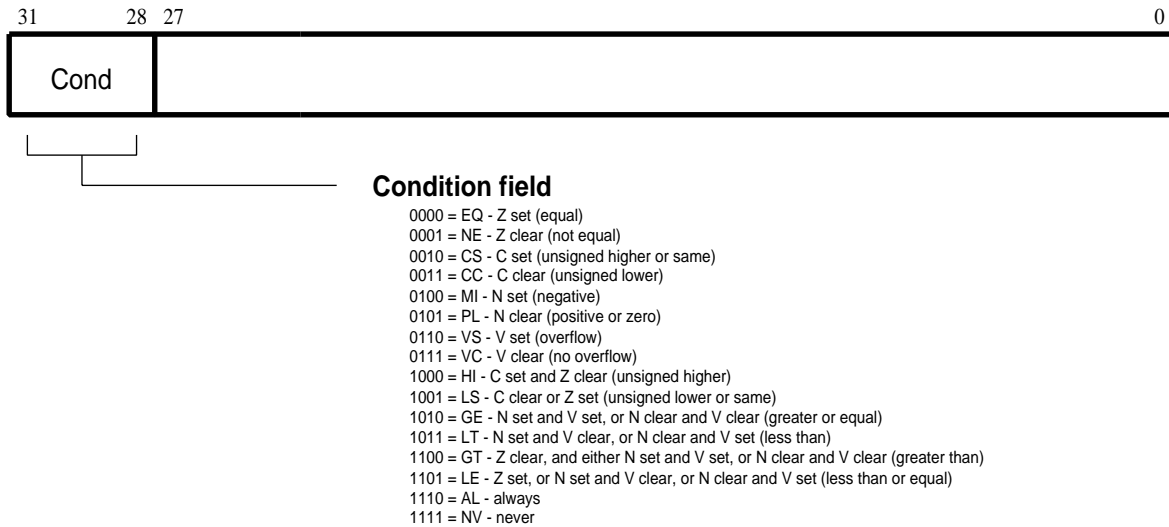 31 28 27 0
Cond
Condition field
0000 = EQ - Z set (equal)
0001 = NE - Z clear (not equal)
0010 = CS - C set (unsigned higher or same)
0011 = CC - C clear (unsigned lower)
0100 = MI - N set (negative)
0101 = PL - N clear (positive or zero)
0110 = VS - V set (overflow)
0111 = VC - V clear (no overflow)
1000 = HI - C set and Z clear (unsigned higher)
1001 = LS - C clear or Z set (unsigned lower or same)
1010 = GE - N set and V set, or N clear and V clear (greater or equal)
1011 = LT - N set and V clear, or N clear and V set (less than)
1100 = GT - Z clear, and either N set and V set, or N clear and V clear (greater than)
1101 = LE - Z set, or N set and V clear, or N clear and V set (less than or equal)
1110 = AL - always
1111 = NV - never